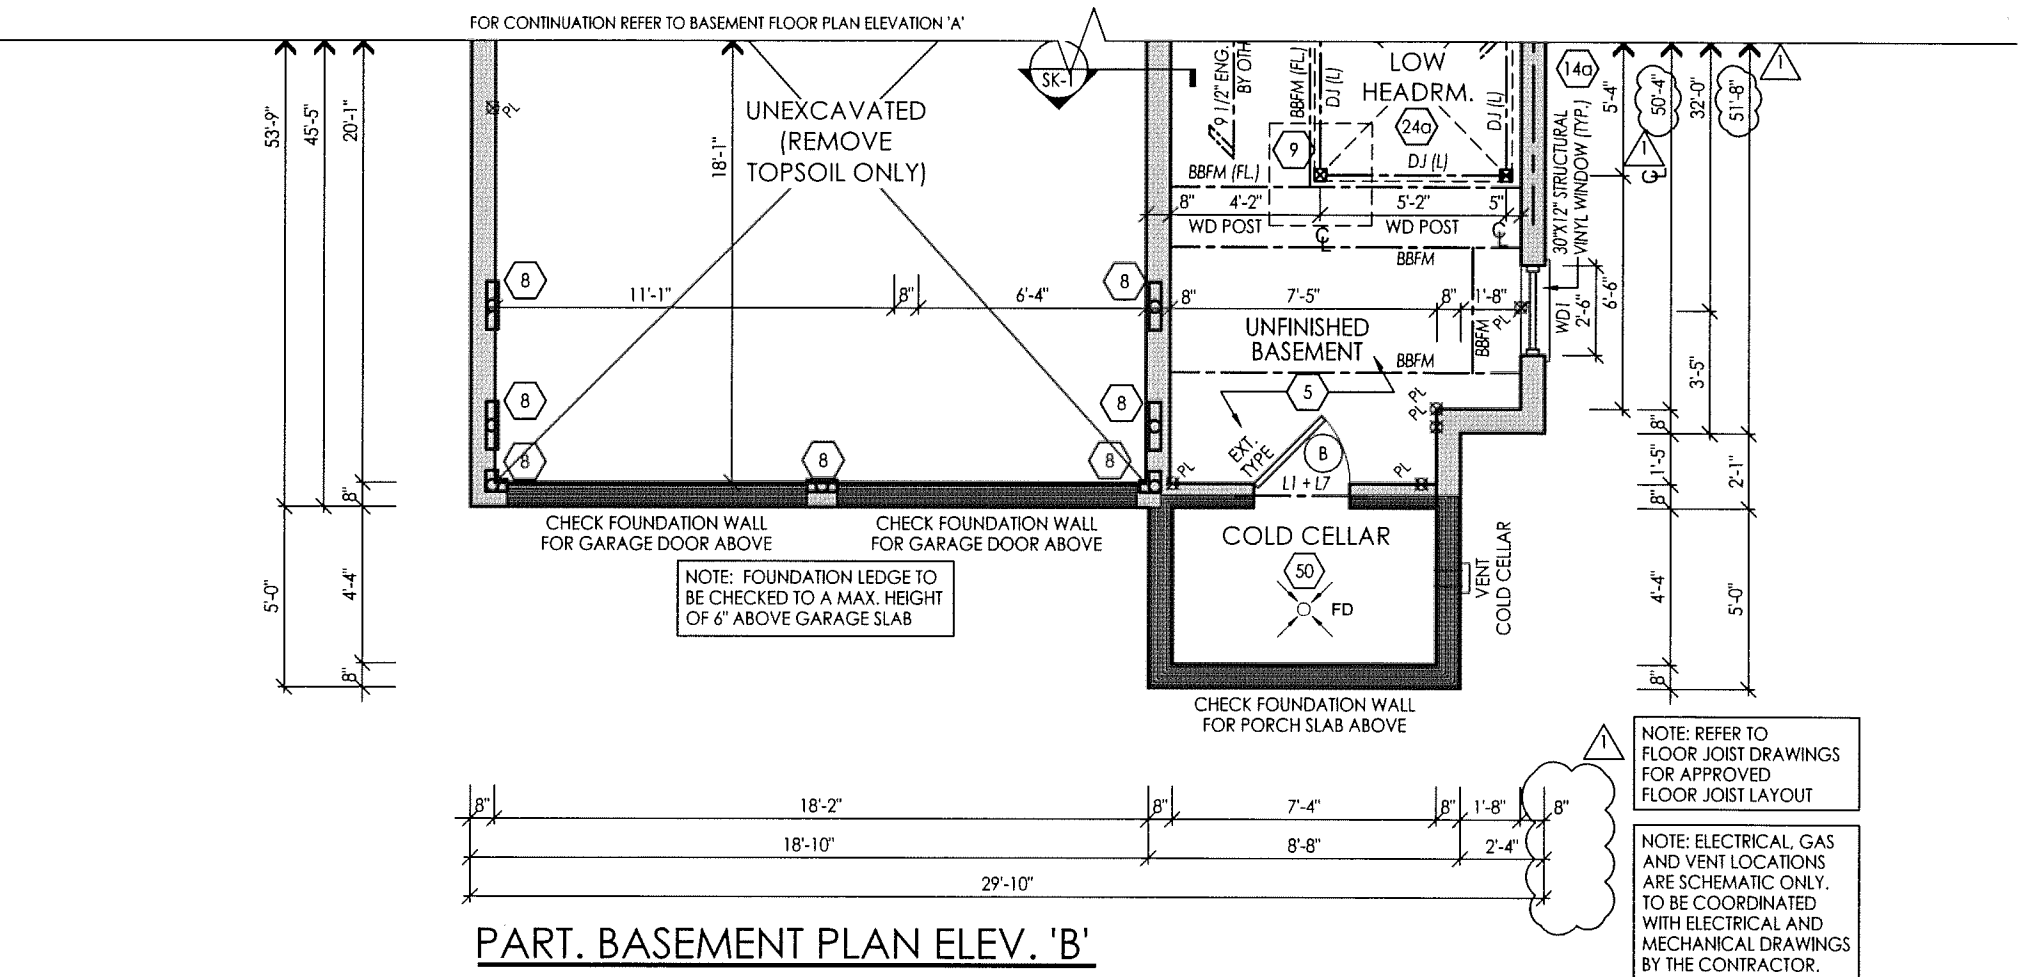 FOR CONTINUATION REFER TO BASEMENT FLOOR PLAN ELEVATION 'A'
53'-9"
45'-5"
20'-1"
8"
5'-0"
4'-4"
8"
PL
UNEXCAVATED
(REMOVE
TOPSOIL ONLY)
18'-1"
SK-1
9 1/2" ENG.
BY OTH
BBFM (FL.)
DJ (L)
LOW
HEADRM.
24a
DJ (L)
DJ (L)
9
BBFM (FL.)
14a
30"X12" STRUCTURAL
VINYL WINDOW (TYP.)
5'-4"
50'-4"
32'-0"
51'-8"
1
1
CL
8"
4'-2"
5'-2"
5"
WD POST
WD POST
CL
CL
BBFM
8
8
11'-1"
8"
6'-4"
8"
7'-5"
8"
1'-8"
PL
WD1
2'-6"
6'-6"
UNFINISHED
BASEMENT
BBFM
BBFM
3'-5"
8
8
5
PL
PL
8
8
8
PL
EXT.
TYPE
B
PL
L1 + L7
8"
1'-5"
8"
2'-1"
CHECK FOUNDATION WALL
FOR GARAGE DOOR ABOVE
CHECK FOUNDATION WALL
FOR GARAGE DOOR ABOVE
NOTE: FOUNDATION LEDGE TO
BE CHECKED TO A MAX. HEIGHT
OF 6" ABOVE GARAGE SLAB
COLD CELLAR
50
FD
VENT
COLD CELLAR
4'-4"
5'-0"
8"
CHECK FOUNDATION WALL
FOR PORCH SLAB ABOVE
1
NOTE: REFER TO
FLOOR JOIST DRAWINGS
FOR APPROVED
FLOOR JOIST LAYOUT
8"
18'-2"
8"
7'-4"
8"
1'-8"
8"
18'-10"
8'-8"
2'-4"
29'-10"
NOTE: ELECTRICAL, GAS
AND VENT LOCATIONS
ARE SCHEMATIC ONLY.
TO BE COORDINATED
WITH ELECTRICAL AND
MECHANICAL DRAWINGS
BY THE CONTRACTOR.
PART. BASEMENT PLAN ELEV. 'B'